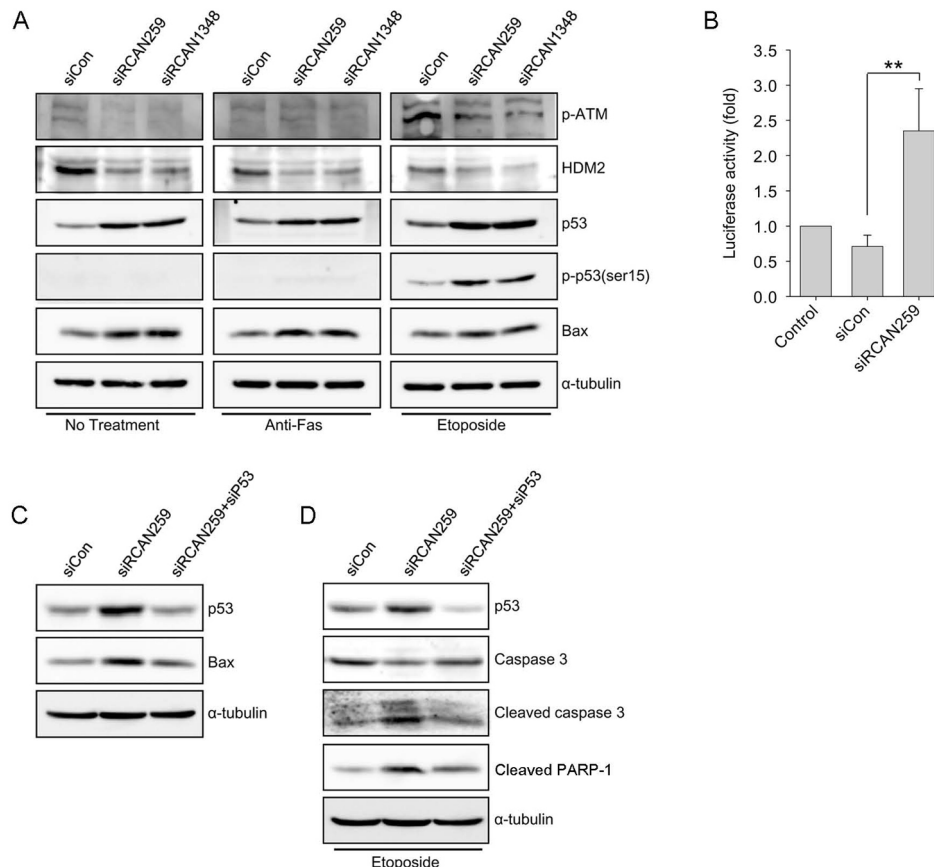 A
siCon
siRCAN259
siRCAN1348
siCon
siRCAN259
siRCAN1348
siCon
siRCAN259
siRCAN1348
p-ATM
HDM2
p53
p-p53(ser15)
Bax
α-tubulin
No Treatment
Anti-Fas
Etoposide
B
Luciferase activity (fold)
3.5
3.0
2.5
2.0
1.5
1.0
0.5
0.0
**
Control
siCon
siRCAN259
C
siCon
siRCAN259
siRCAN259+siP53
p53
Bax
α-tubulin
D
siCon
siRCAN259
siRCAN259+siP53
p53
Caspase 3
Cleaved caspase 3
Cleaved PARP-1
α-tubulin
Etoposide